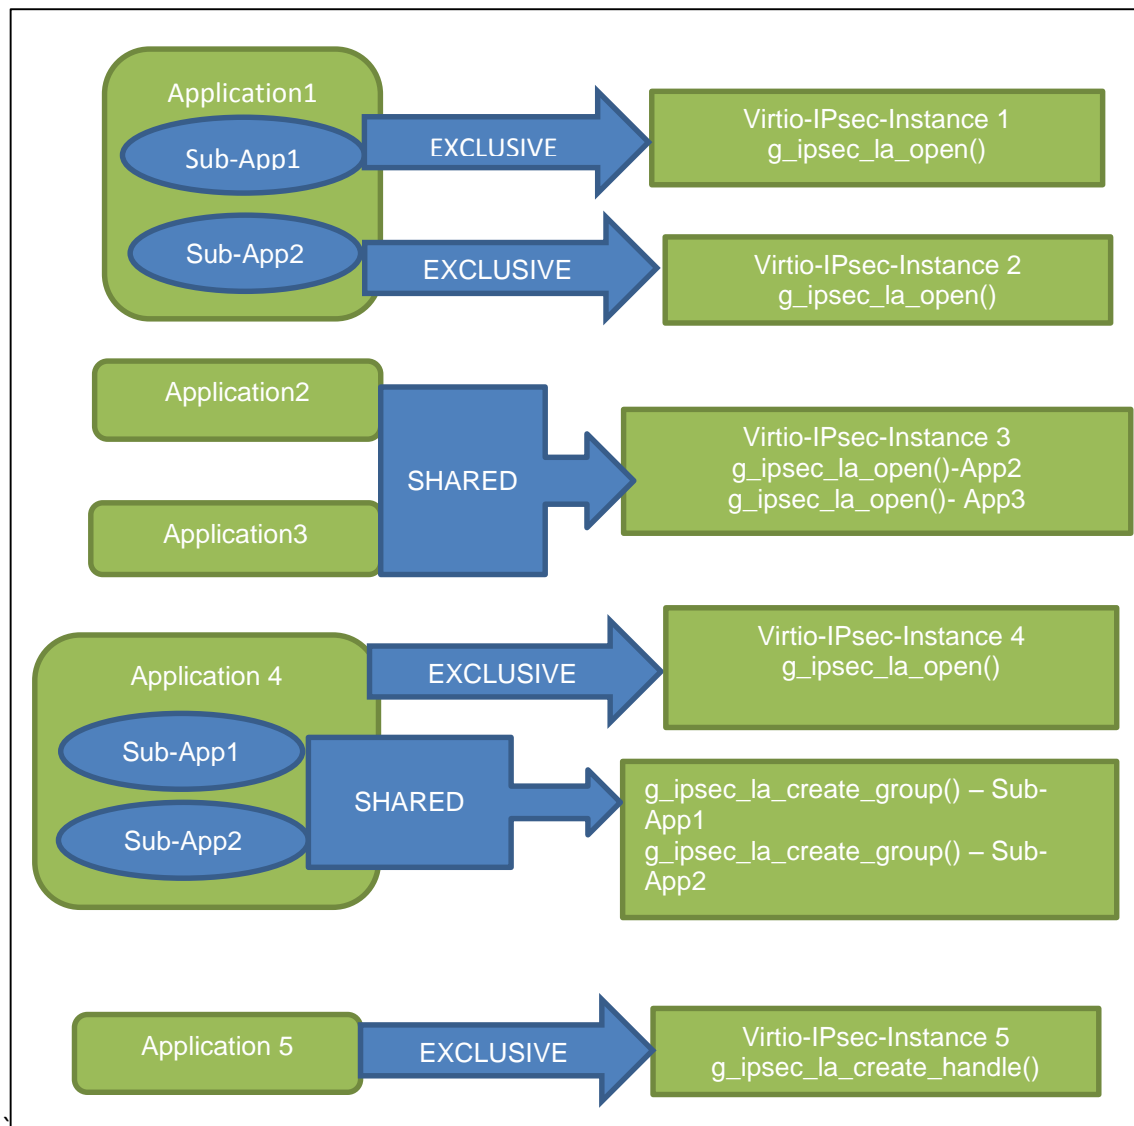 Application1
Sub-App1
EXCLUSIVE
Virtio-IPsec-Instance 1
g_ipsec_la_open()
Sub-App2
EXCLUSIVE
Virtio-IPsec-Instance 2
g_ipsec_la_open()
Application2
Application3
SHARED
Virtio-IPsec-Instance 3
g_ipsec_la_open()-App2
g_ipsec_la_open()- App3
Application 4
EXCLUSIVE
Virtio-IPsec-Instance 4
g_ipsec_la_open()
Sub-App1
Sub-App2
SHARED
g_ipsec_la_create_group() – Sub-
App1
g_ipsec_la_create_group() – Sub-
App2
Application 5
EXCLUSIVE
Virtio-IPsec-Instance 5
g_ipsec_la_create_handle()
`